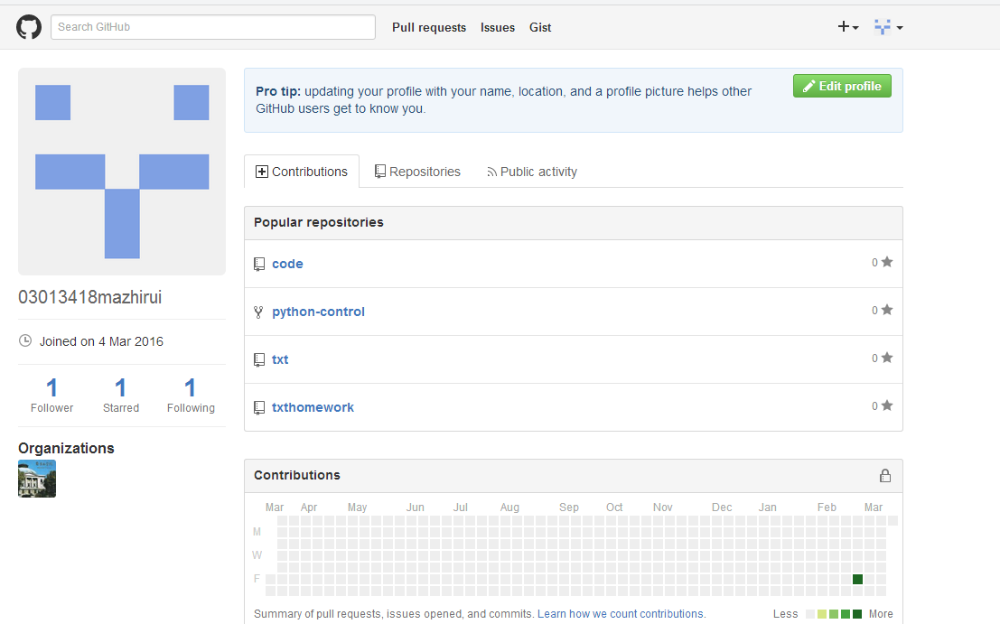 Search GitHub
Pull requests Issues Gist
Pro tip: updating your profile with your name, location, and a profile picture helps other
GitHub users get to know you.
Edit profile
Contributions Repositories Public activity
Popular repositories
code 0
python-control 0
txt 0
txthomework 0
03013418mazhirui
Joined on 4 Mar 2016
1 1 1
Follower Starred Following
Organizations
Contributions
Mar Apr May Jun Jul Aug Sep Oct Nov Dec Jan Feb Mar
M
W
F
Summary of pull requests, issues opened, and commits. Learn how we count contributions. Less More